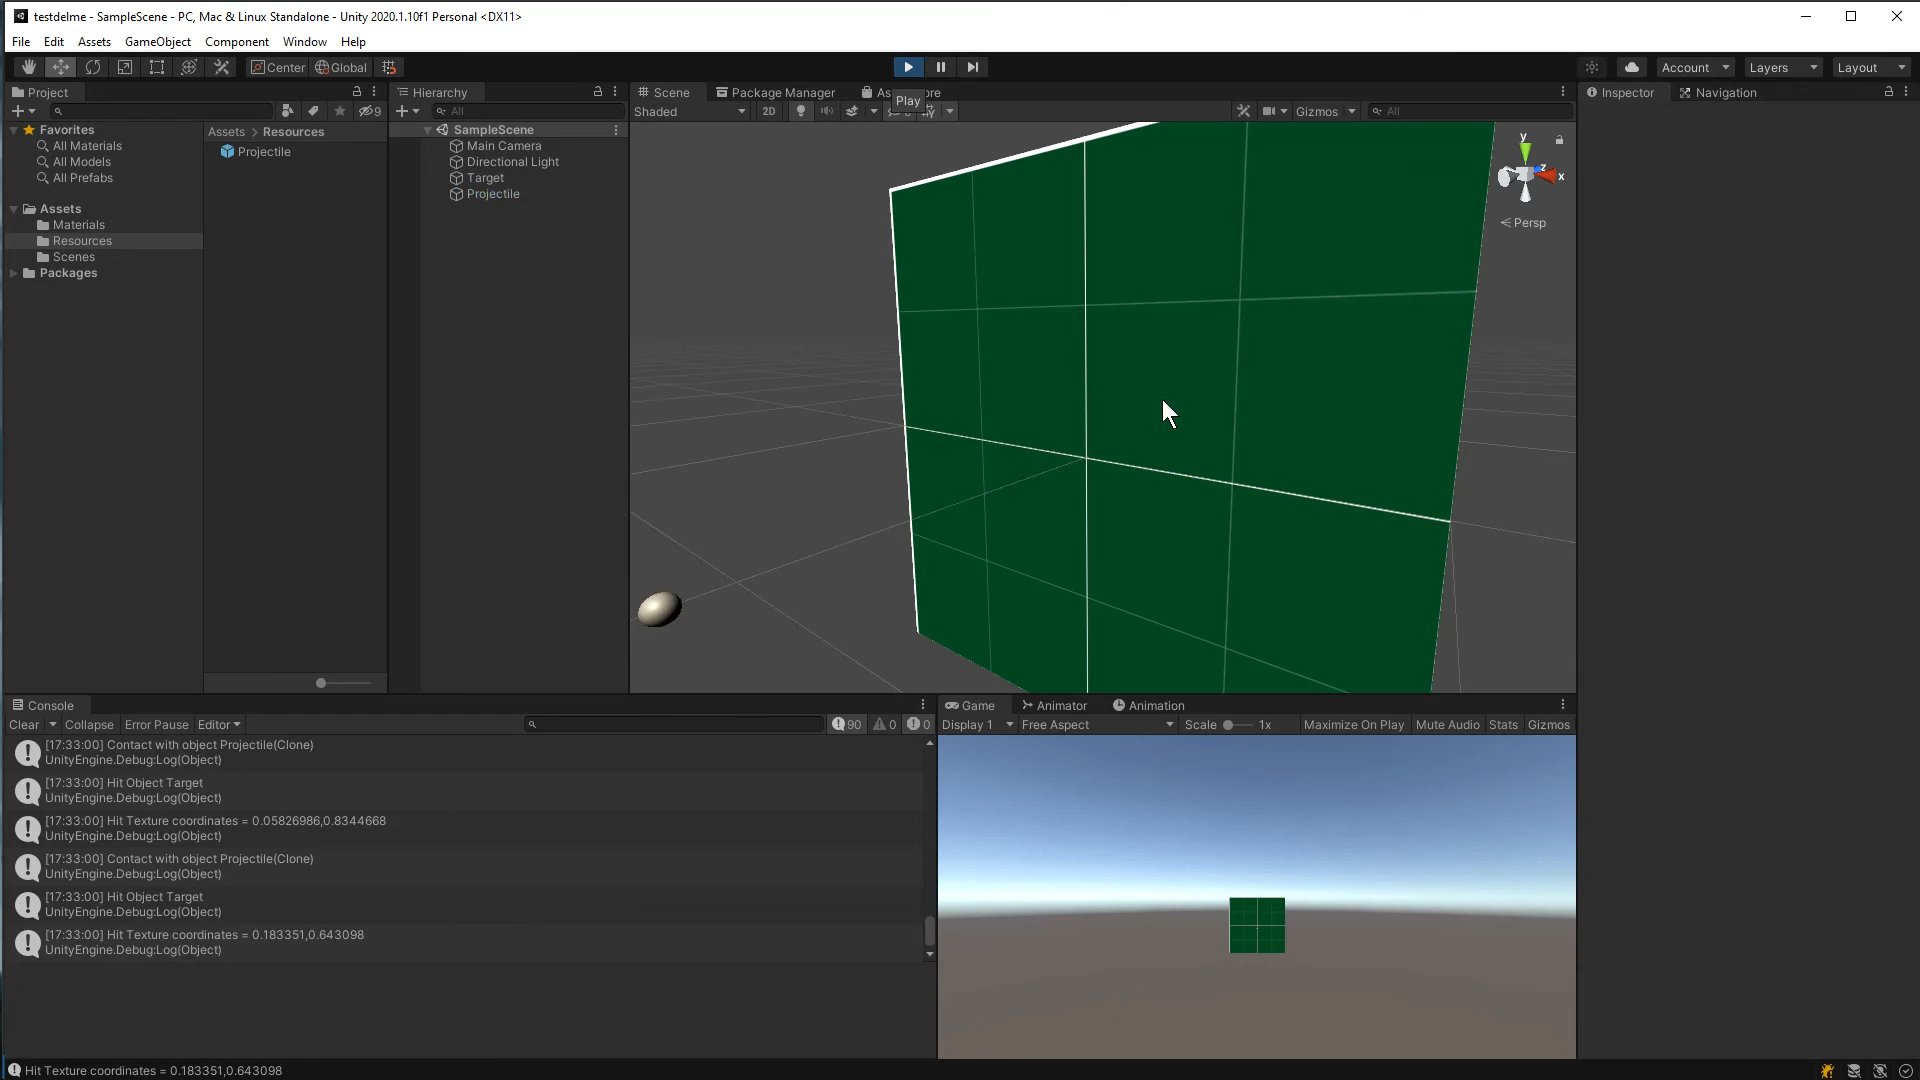 testdelme - SampleScene - PC, Mac & Linux Standalone - Unity 2020.1.10f1 Personal <DX11>
File Edit Assets GameObject Component Window Help
Center Global
Account Layers Layout
Project
Favorites
All Materials
All Models
All Prefabs
Assets
Materials
Resources
Scenes
Packages
9
Assets > Resources
Projectile
Hierarchy
All
SampleScene
Main Camera
Directional Light
Target
Projectile
Scene Package Manager
Play
Shaded 2D Gizmos All
y
z
x
Persp
Inspector Navigation
Console
Clear Collapse Error Pause Editor 90 0 0
[17:33:00] Contact with object Projectile(Clone)
UnityEngine.Debug:Log(Object)
[17:33:00] Hit Object Target
UnityEngine.Debug:Log(Object)
[17:33:00] Hit Texture coordinates = 0.05826986,0.8344668
UnityEngine.Debug:Log(Object)
[17:33:00] Contact with object Projectile(Clone)
UnityEngine.Debug:Log(Object)
[17:33:00] Hit Object Target
UnityEngine.Debug:Log(Object)
[17:33:00] Hit Texture coordinates = 0.183351,0.643098
UnityEngine.Debug:Log(Object)
Game Animator Animation
Display 1 Free Aspect Scale 1x Maximize On Play Mute Audio Stats Gizmos
Hit Texture coordinates = 0.183351,0.643098